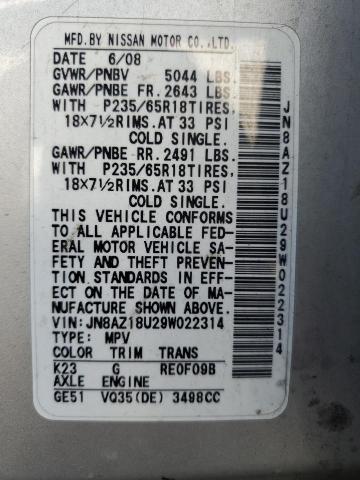 MFD.BY NISSAN MOTOR CO.,LTD.
DATE 6/08
GVWR/PNBV 5044 LBS.
GAWR/PNBE FR. 2643 LBS.
WITH P235/65R18TIRES,
18×7½RIMS.AT 33 PSI
COLD SINGLE.
GAWR/PNBE RR. 2491 LBS.
WITH P235/65R18TIRES,
18×7½RIMS.AT 33 PSI
COLD SINGLE.
THIS VEHICLE CONFORMS
TO ALL APPLICABLE FED-
ERAL MOTOR VEHICLE SA-
FETY AND THEFT PREVEN-
TION STANDARDS IN EFF-
ECT ON THE DATE OF MA-
NUFACTURE SHOWN ABOVE.
VIN:JN8AZ18U29W022314
TYPE: MPV
COLOR TRIM TRANS
K23 G RE0F09B
AXLE ENGINE
GE51 VQ35(DE) 3498CC
JN8AZ18U29W022314